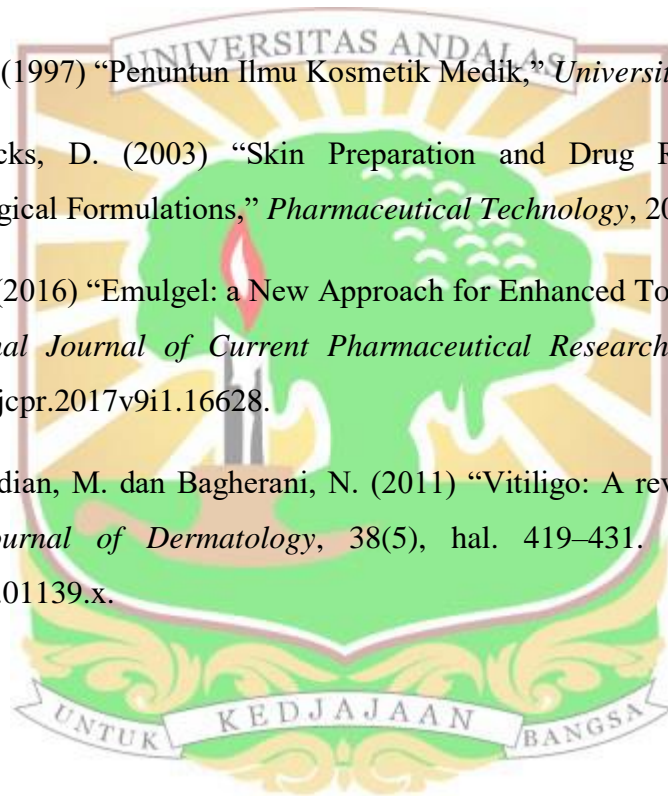 UNIVERSITAS ANDALAS
(1997) “Penuntun Ilmu Kosmetik Medik,” Universit
cks, D. (2003) “Skin Preparation and Drug R
gical Formulations,” Pharmaceutical Technology, 20
(2016) “Emulgel: a New Approach for Enhanced To
nal Journal of Current Pharmaceutical Research
jcpr.2017v9i1.16628.
dian, M. dan Bagherani, N. (2011) “Vitiligo: A rev
ournal of Dermatology, 38(5), hal. 419–431.
01139.x.
UNTUK KEDJAJAAN BANGSA